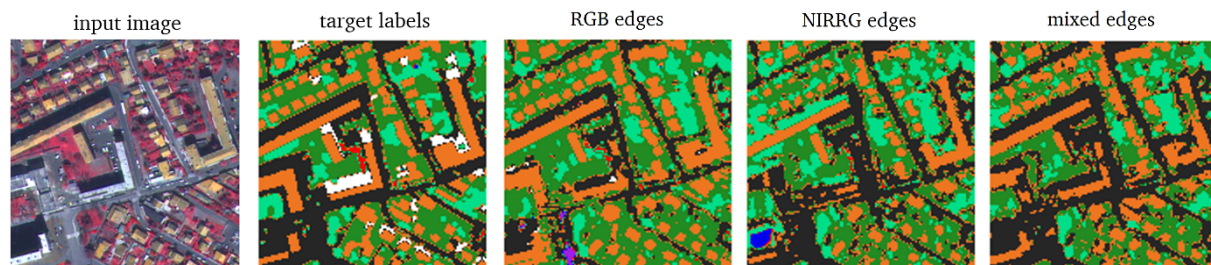 input image
target labels
RGB edges
NIRRG edges
mixed edges